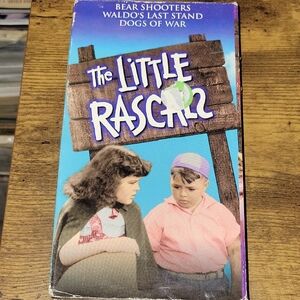 BEAR SHOOTERS
WALDO'S LAST STAND
DOGS OF WAR
The LITTLE
RASCALS